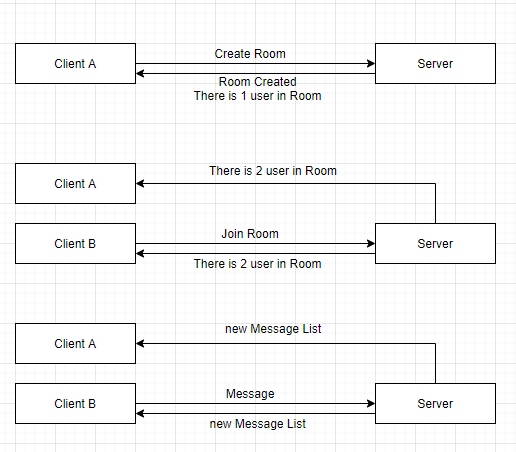 Create Room
Client A
Server
Room Created
There is 1 user in Room
There is 2 user in Room
Client A
Join Room
Client B
Server
There is 2 user in Room
new Message List
Client A
Message
Client B
Server
new Message List